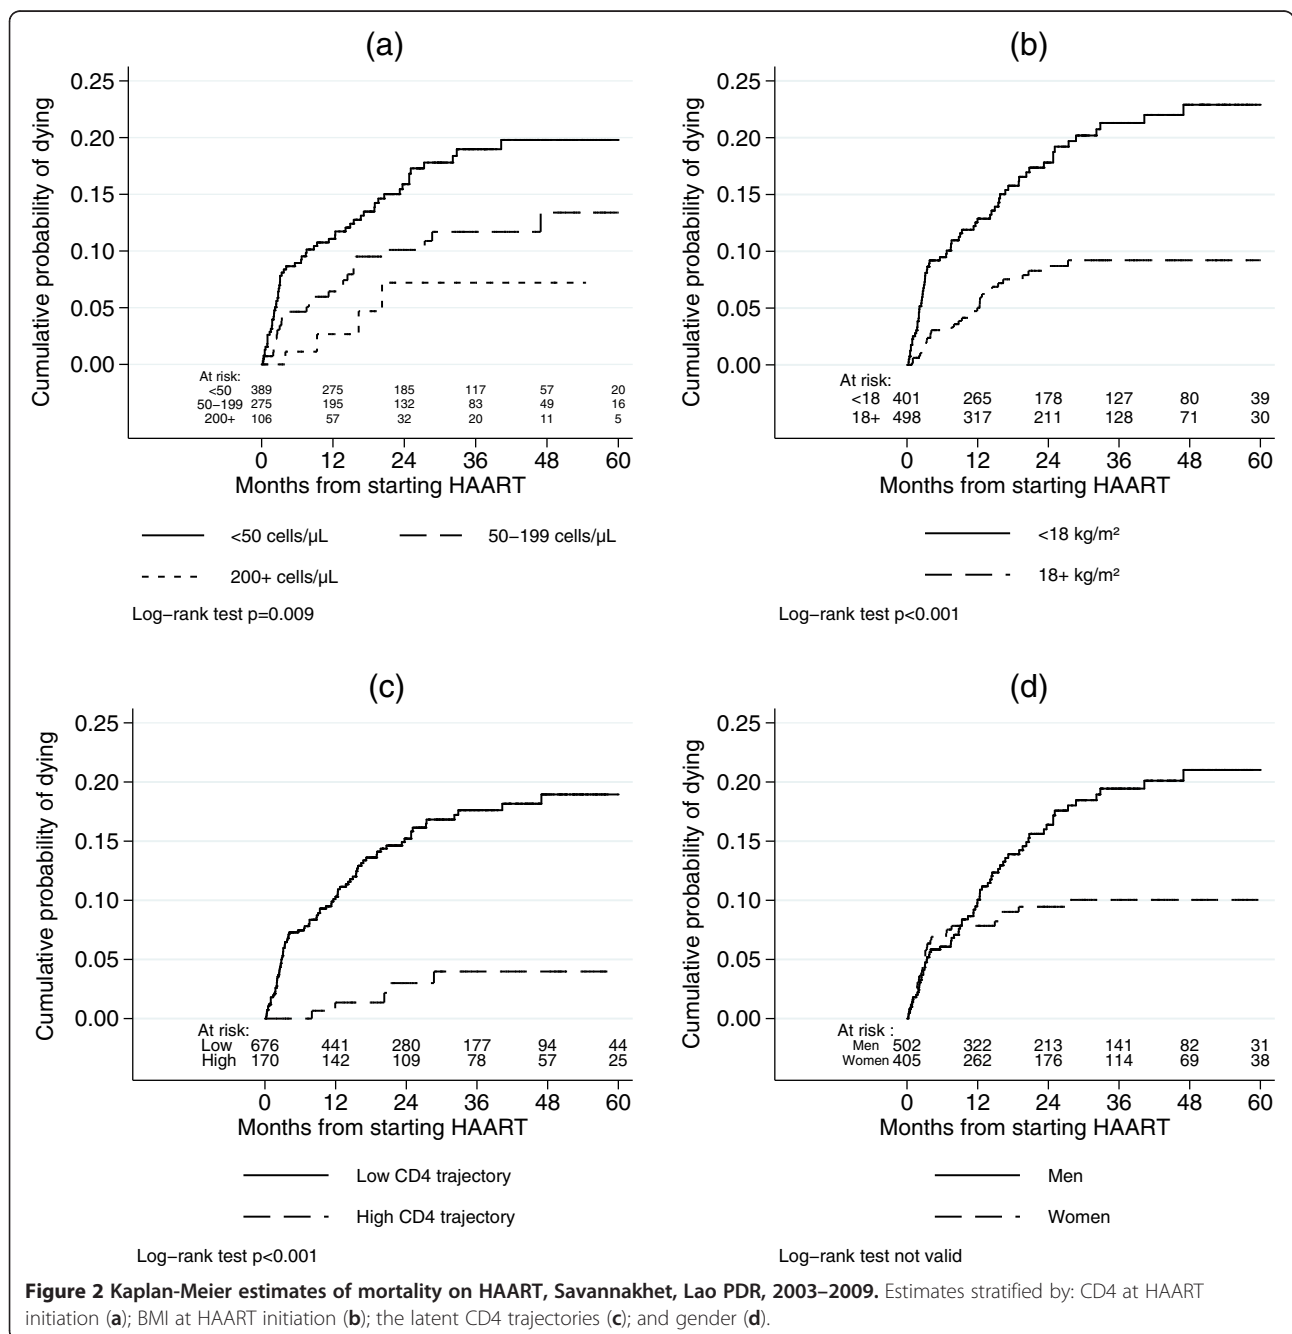 (a)
Cumulative probability of dying
0.25
0.20
0.15
0.10
0.05
0.00
At risk:
<50 389 275 185 117 57 20
50–199 275 195 132 83 49 16
200+ 106 57 32 20 11 5
0 12 24 36 48 60
Months from starting HAART
<50 cells/µL 50–199 cells/µL
200+ cells/µL
Log–rank test p=0.009
(b)
Cumulative probability of dying
0.25
0.20
0.15
0.10
0.05
0.00
At risk:
<18 401 265 178 127 80 39
18+ 498 317 211 128 71 30
0 12 24 36 48 60
Months from starting HAART
<18 kg/m²
18+ kg/m²
Log–rank test p<0.001
(c)
Cumulative probability of dying
0.25
0.20
0.15
0.10
0.05
0.00
At risk:
Low 676 441 280 177 94 44
High 170 142 109 78 57 25
0 12 24 36 48 60
Months from starting HAART
Low CD4 trajectory
High CD4 trajectory
Log–rank test p<0.001
(d)
Cumulative probability of dying
0.25
0.20
0.15
0.10
0.05
0.00
At risk :
Men 502 322 213 141 82 31
Women 405 262 176 114 69 38
0 12 24 36 48 60
Months from starting HAART
Men
Women
Log–rank test not valid
Figure 2 Kaplan-Meier estimates of mortality on HAART, Savannakhet, Lao PDR, 2003–2009. Estimates stratified by: CD4 at HAART
initiation (a); BMI at HAART initiation (b); the latent CD4 trajectories (c); and gender (d).